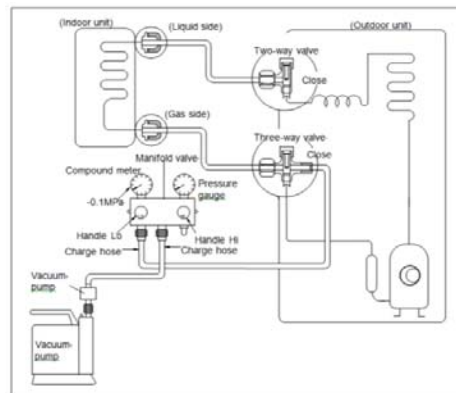 (Indoor unit)
(Liquid side)
(Outdoor unit)
Two-way valve
Close
(Gas side)
Three-way valve
Close
Manifold valve
Compound meter
Pressure
gauge
-0.1MPa
Handle Lo
Handle Hi
Charge hose
Charge hose
Vacuum-
pump
Vacuum-
pump